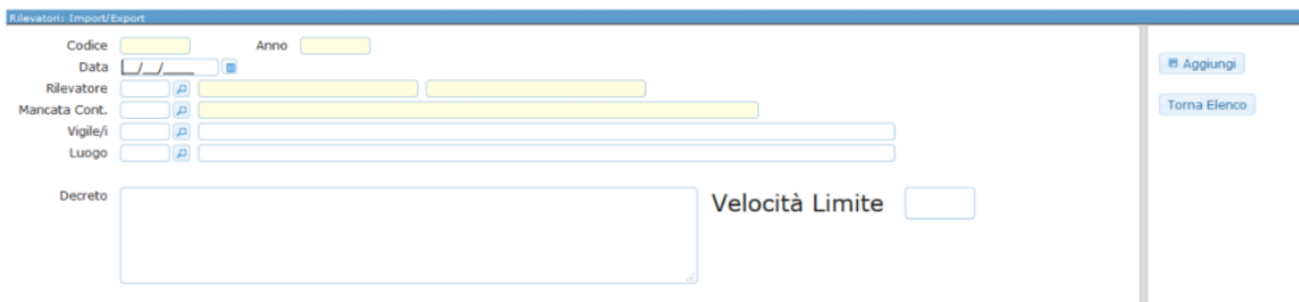 Rilevatori: Import/Export
Codice Anno
Data __/__/____
Rilevatore
Mancata Cont.
Vigile/i
Luogo
Decreto Velocità Limite
Aggiungi
Torna Elenco